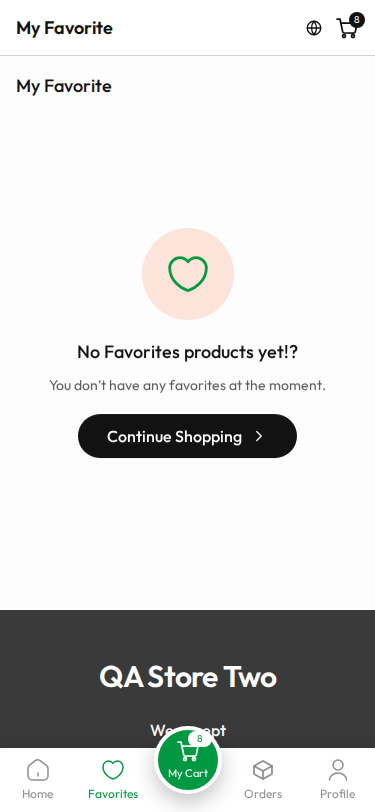 My Favorite
8
My Favorite
No Favorites products yet!?
You don't have any favorites at the moment.
Continue Shopping
QA Store Two
8
My Cart
Home
Favorites
Orders
Profile